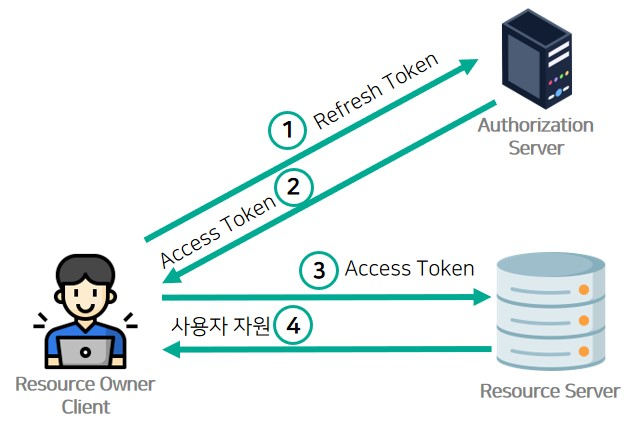 Authorization
Server
① Refresh Token
② Access Token
③ Access Token
사용자 자원 ④
Resource Owner
Client
Resource Server